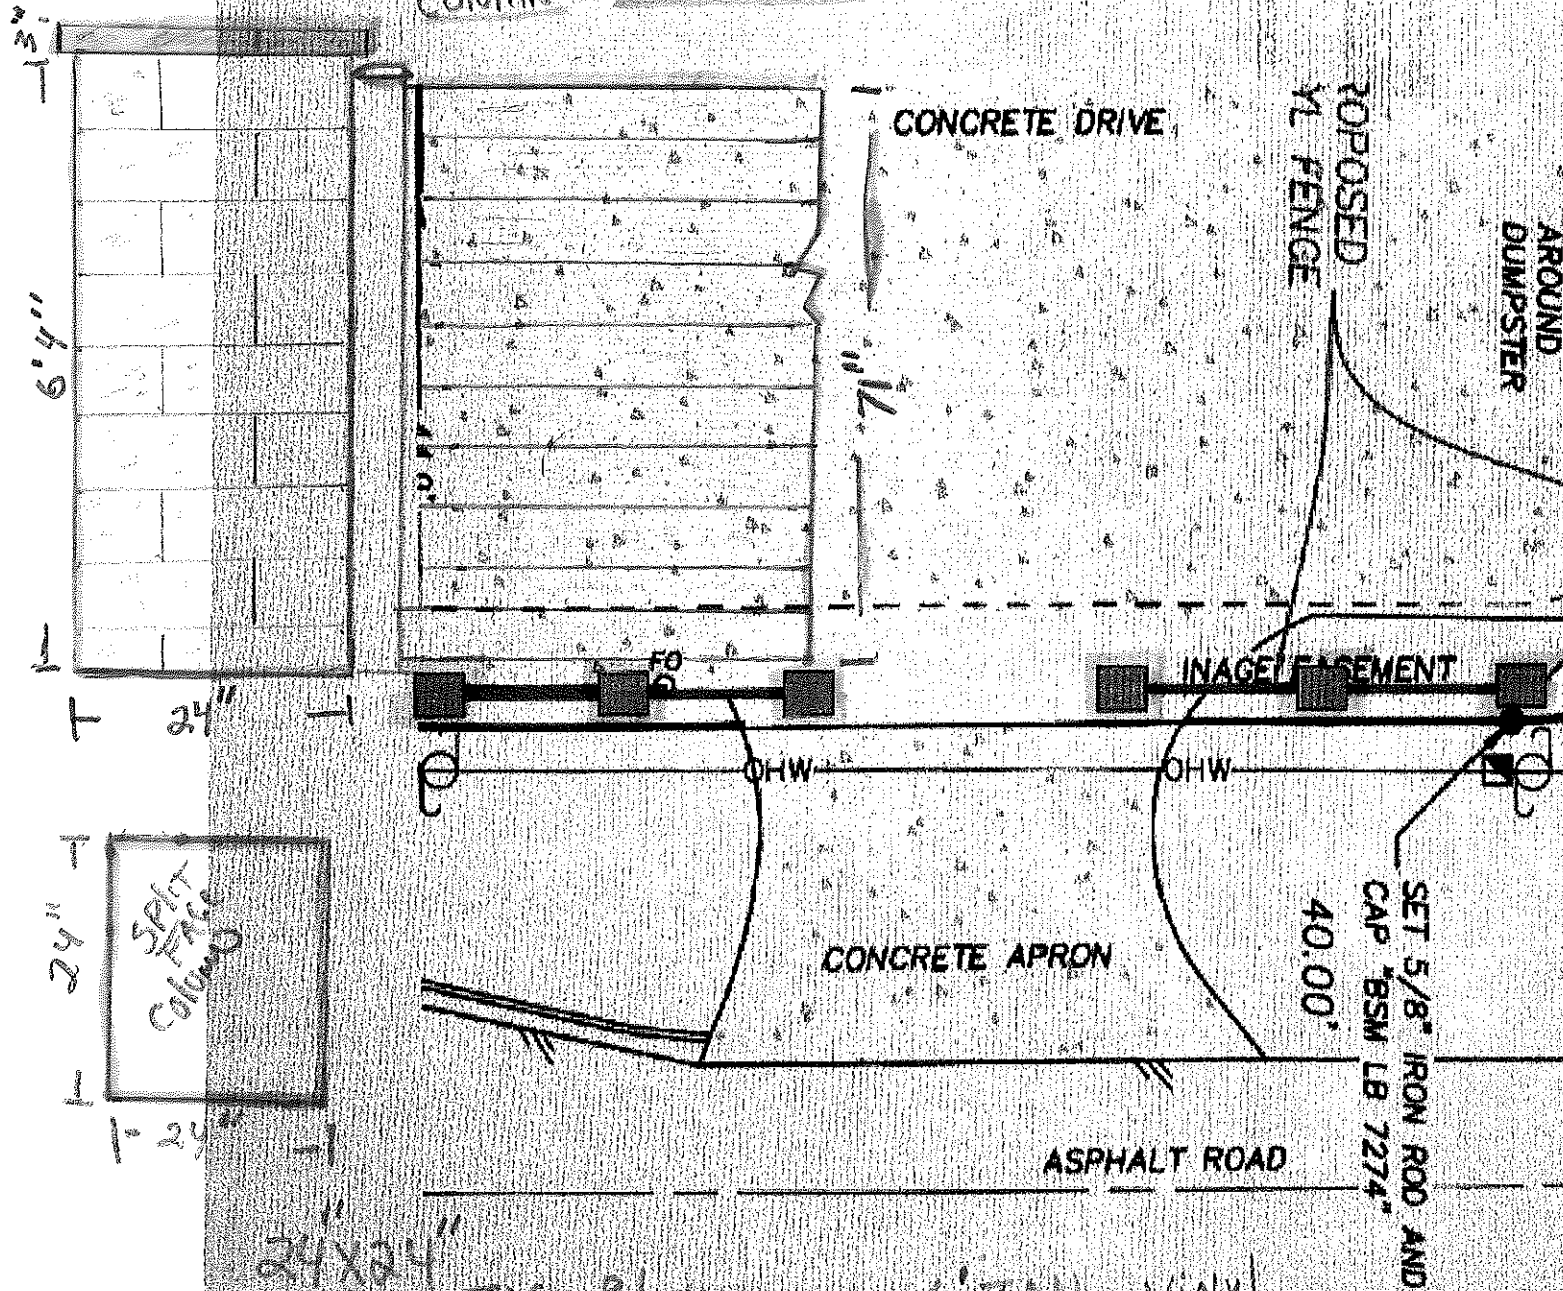 3"
CONCRETE DRIVE
ROPOSED
YL FENCE
AROUND
DUMPSTER
6'4"
FO
INAGE EASEMENT
24"
OHW
OHW
24"
SPLIT
FACE
Column
24"
CONCRETE APRON
40.00'
SET 5/8" IRON ROD AND
CAP "BSM LB 7274"
ASPHALT ROAD
24"X24"